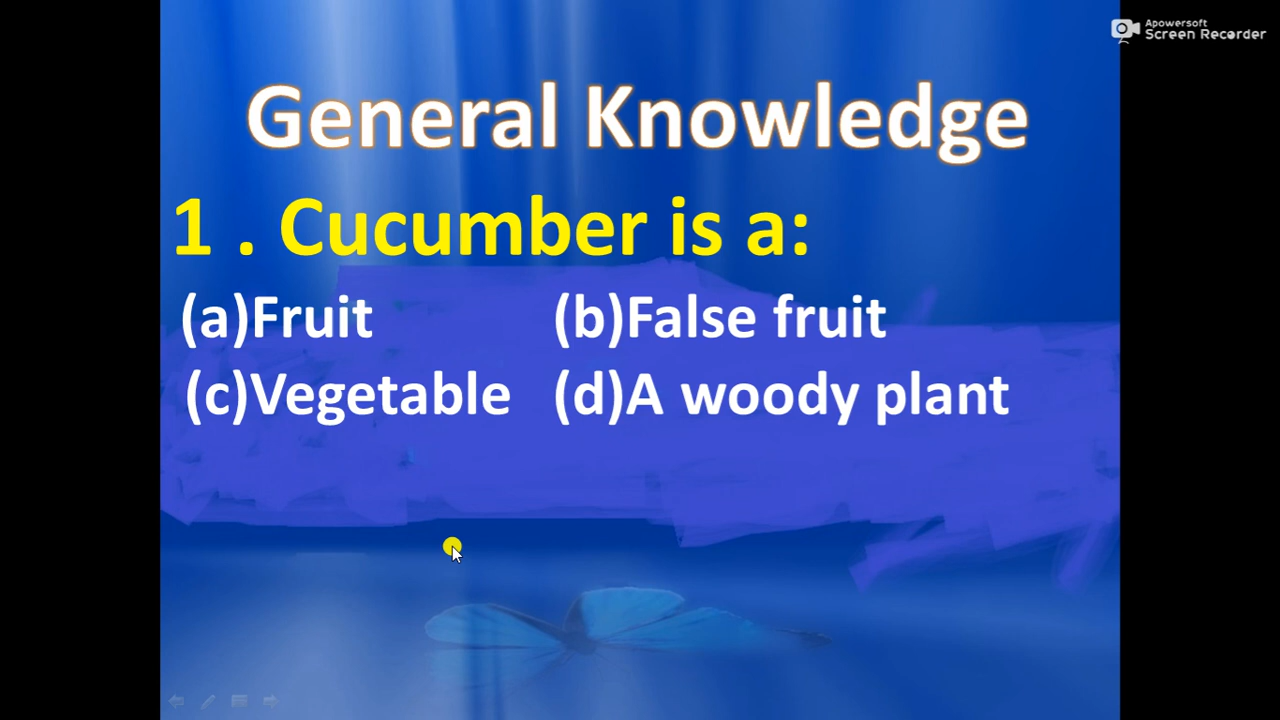 Apowersoft
Screen Recorder
General Knowledge
1 . Cucumber is a:
(a)Fruit (b)False fruit
(c)Vegetable (d)A woody plant